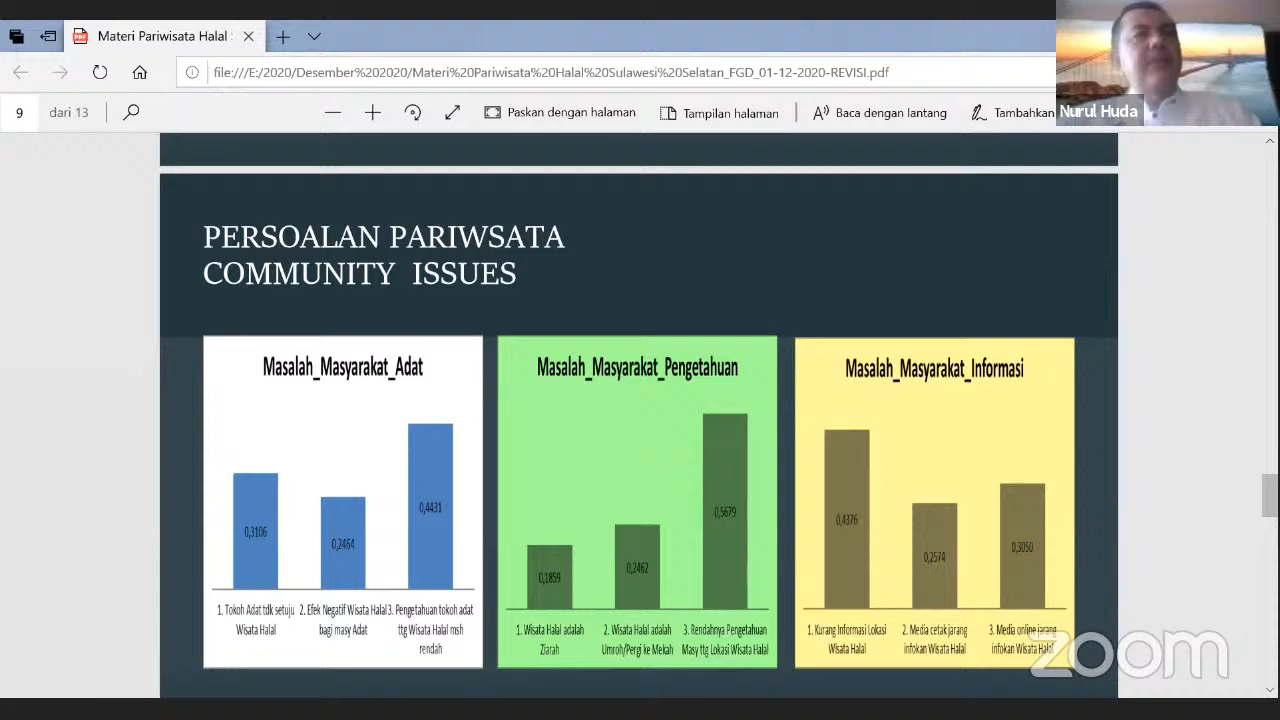 Materi Pariwisata Halal
file:///E:/2020/Desember%202020/Materi%20Pariwisata%20Halal%20Sulawesi%20Selatan_FGD_01-12-2020-REVISI.pdf
9 dari 13
Paskan dengan halaman
Tampilan halaman
Baca dengan lantang
Tambahkan
Nurul Huda
PERSOALAN PARIWSATA
COMMUNITY ISSUES
Masalah_Masyarakat_Adat
0,3106
0,2464
0,4431
1. Tokoh Adat tdk setuju
Wisata Halal
2. Efek Negatif Wisata Halal
bagi masy Adat
3. Pengetahuan tokoh adat
ttg Wisata Halal msh
rendah
Masalah_Masyarakat_Pengetahuan
0,1859
0,2462
0,5679
1. Wisata Halal adalah
Ziarah
2. Wisata Halal adalah
Umroh/Pergi ke Mekah
3. Rendahnya Pengetahuan
Masy ttg Lokasi Wisata Halal
Masalah_Masyarakat_Informasi
0,4376
0,2574
0,3050
1. Kurang Informasi Lokasi
Wisata Halal
2. Media cetak jarang
infokan Wisata Halal
3. Media online jarang
infokan Wisata Halal
zoom